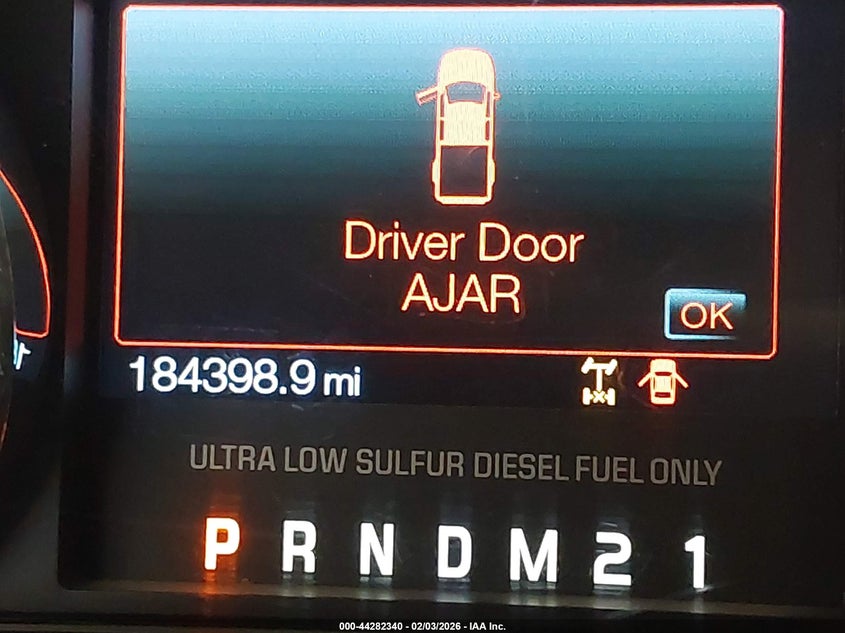 Driver Door
AJAR
OK
184398.9 mi
ULTRA LOW SULFUR DIESEL FUEL ONLY
P R N D M 2 1
000-44282340 - 02/03/2026 - IAA Inc.